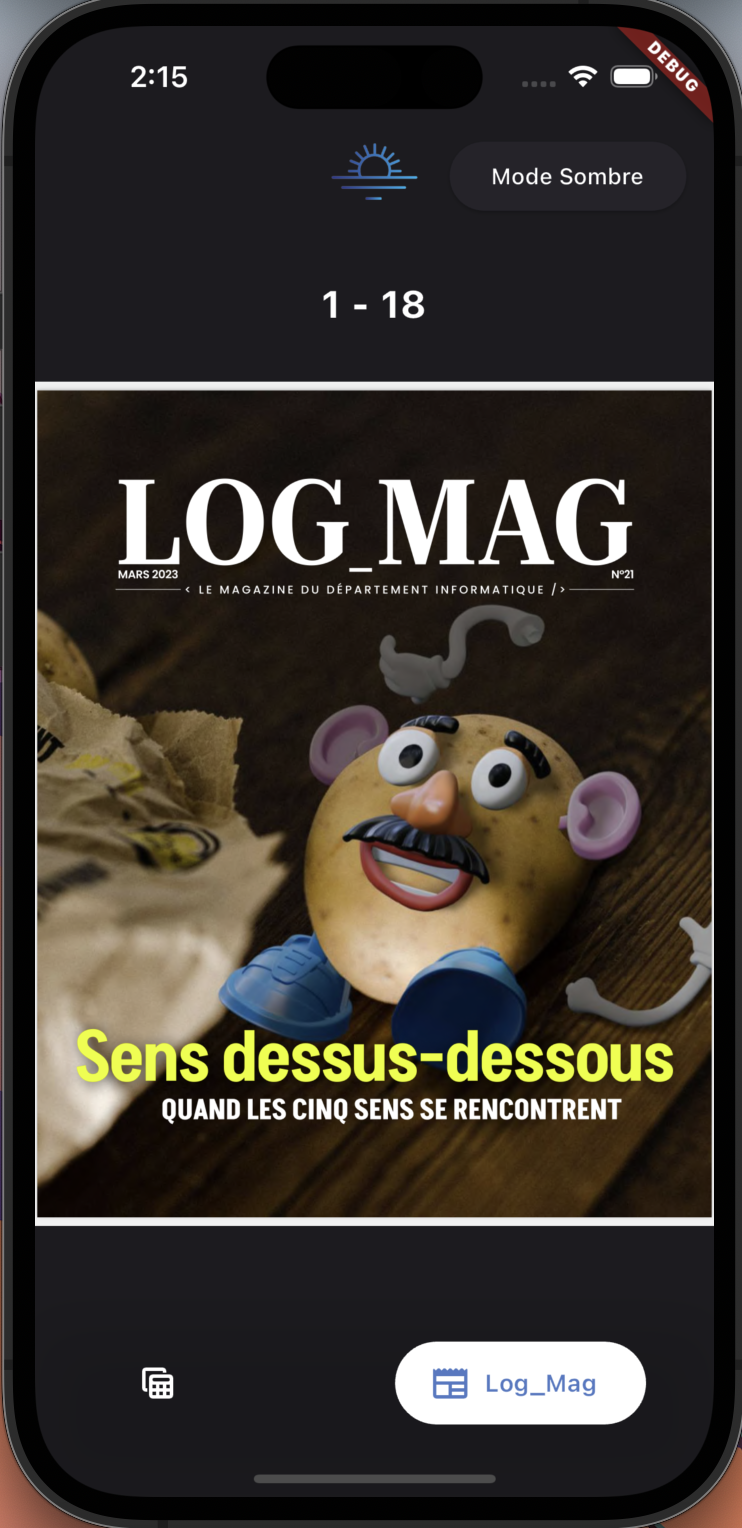 2:15
DEBUG
Mode Sombre
1 - 18
LOG_MAG
MARS 2023
N°21
< LE MAGAZINE DU DÉPARTEMENT INFORMATIQUE />
Sens dessus-dessous
QUAND LES CINQ SENS SE RENCONTRENT
Log_Mag